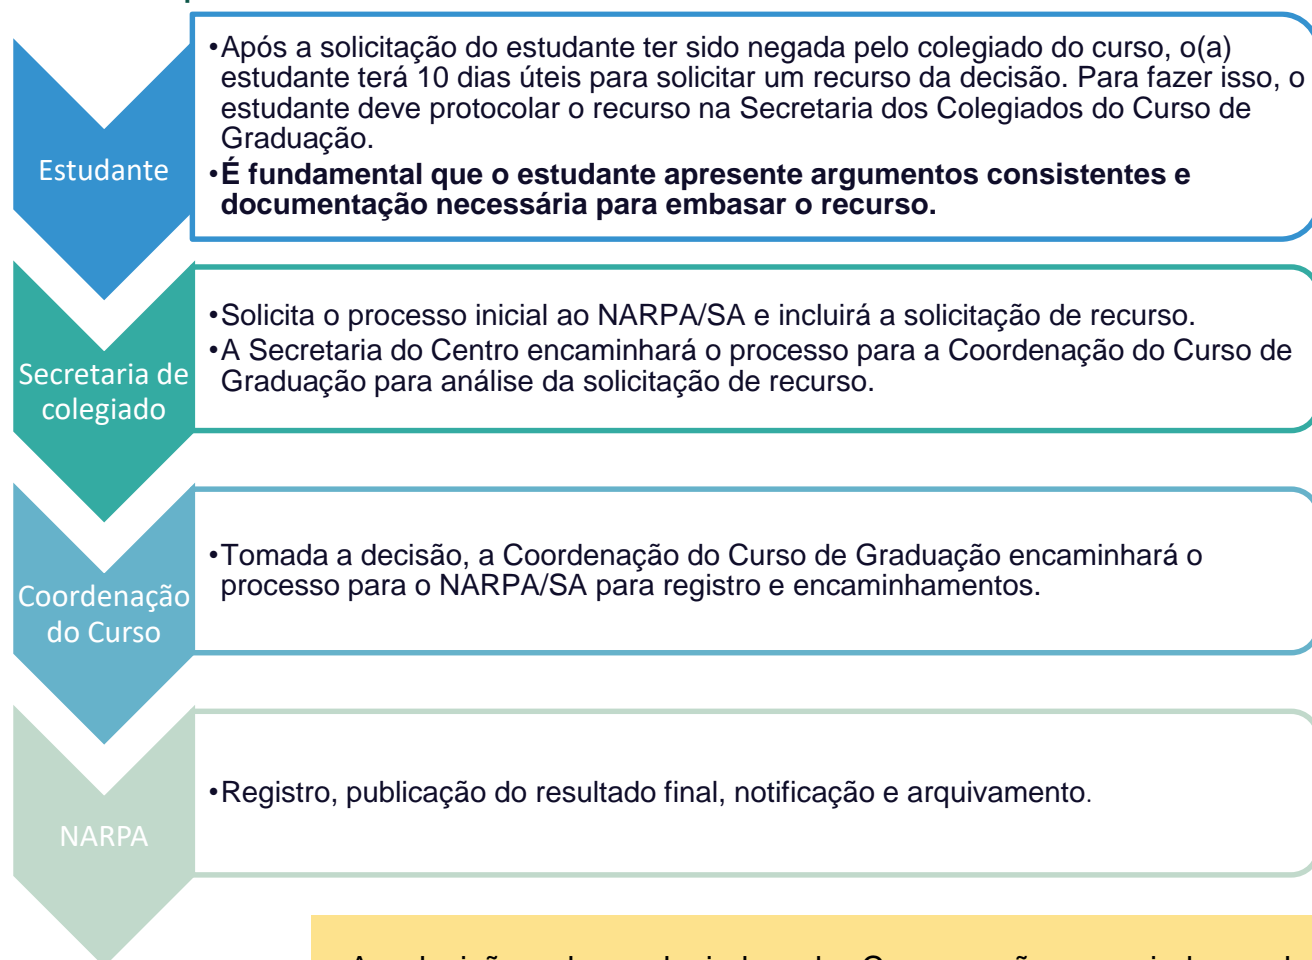 Estudante
•Após a solicitação do estudante ter sido negada pelo colegiado do curso, o(a)
estudante terá 10 dias úteis para solicitar um recurso da decisão. Para fazer isso, o
estudante deve protocolar o recurso na Secretaria dos Colegiados do Curso de
Graduação.
•É fundamental que o estudante apresente argumentos consistentes e
documentação necessária para embasar o recurso.
Secretaria de
colegiado
•Solicita o processo inicial ao NARPA/SA e incluirá a solicitação de recurso.
•A Secretaria do Centro encaminhará o processo para a Coordenação do Curso de
Graduação para análise da solicitação de recurso.
Coordenação
do Curso
•Tomada a decisão, a Coordenação do Curso de Graduação encaminhará o
processo para o NARPA/SA para registro e encaminhamentos.
NARPA
•Registro, publicação do resultado final, notificação e arquivamento.